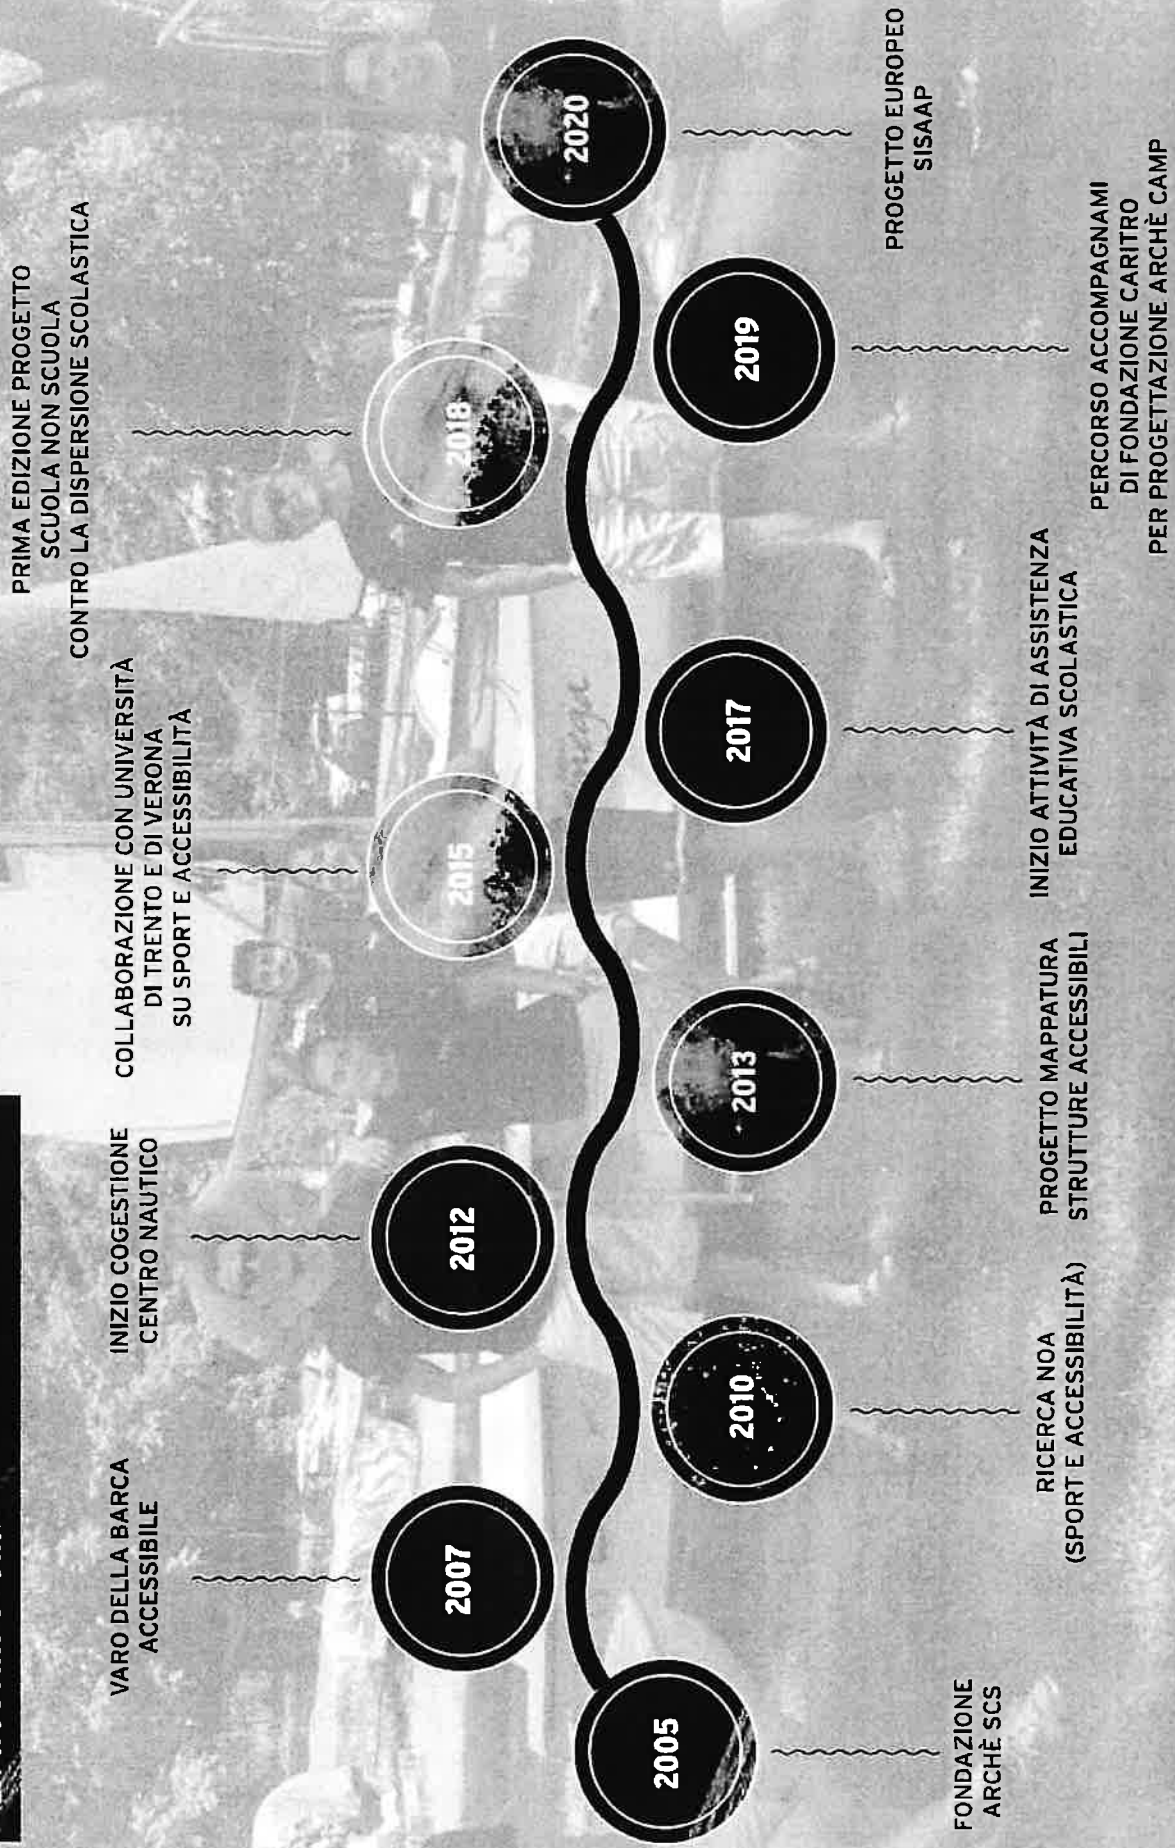 2005
FONDAZIONE
ARCHÈ SCS
VARO DELLA BARCA
ACCESSIBILE
2007
2010
RICERCA NOA
(SPORT E ACCESSIBILITÀ)
INIZIO COGESTIONE
CENTRO NAUTICO
2012
2013
PROGETTO MAPPATURA
STRUTTURE ACCESSIBILI
COLLABORAZIONE CON UNIVERSITÀ
DI TRENTO E DI VERONA
SU SPORT E ACCESSIBILITÀ
2015
2017
INIZIO ATTIVITÀ DI ASSISTENZA
EDUCATIVA SCOLASTICA
PRIMA EDIZIONE PROGETTO
SCUOLA NON SCUOLA
CONTRO LA DISPERSIONE SCOLASTICA
2018
2019
PERCORSO ACCOMPAGNAMI
DI FONDAZIONE CARITRO
PER PROGETTAZIONE ARCHÈ CAMP
2020
PROGETTO EUROPEO
SISAAP